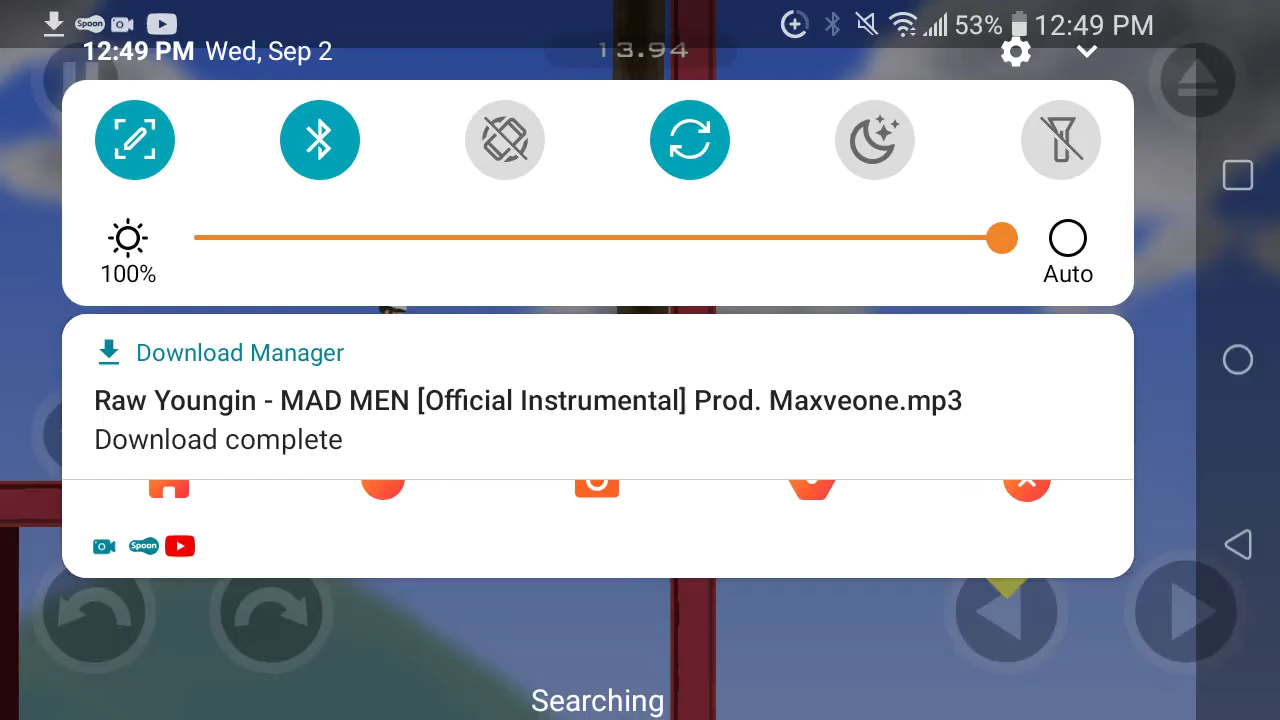 Spoon 53% 12:49 PM
12:49 PM Wed, Sep 2
13.94
100%
Auto
Download Manager
Raw Youngin - MAD MEN [Official Instrumental] Prod. Maxveone.mp3
Download complete
Spoon
Searching